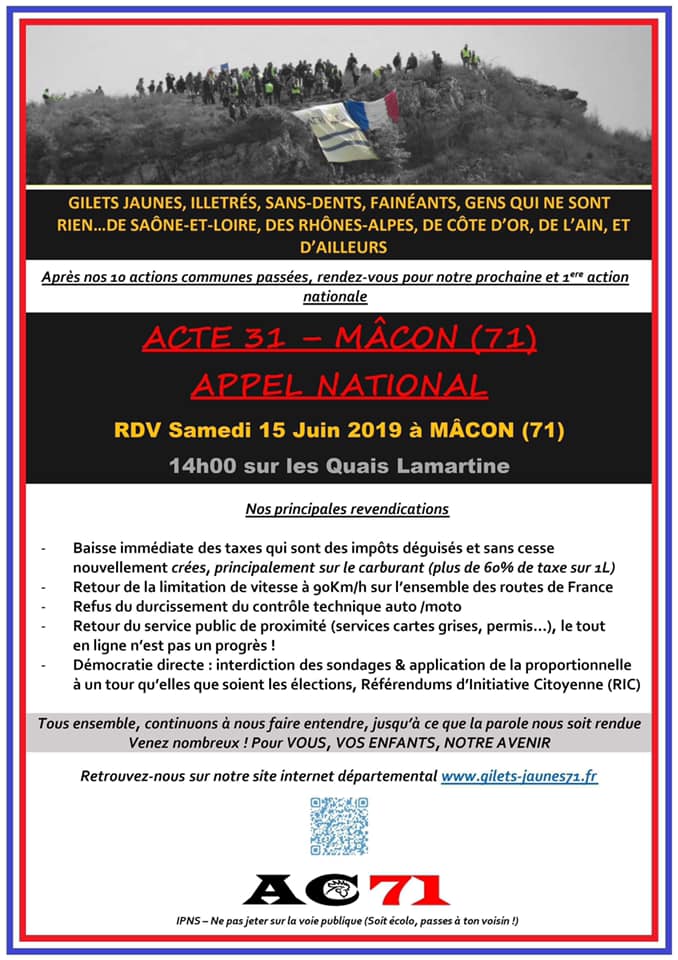 GILETS JAUNES, ILLETRÉS, SANS-DENTS, FAINÉANTS, GENS QUI NE SONT
RIEN...DE SAÔNE-ET-LOIRE, DES RHÔNES-ALPES, DE CÔTE D'OR, DE L'AIN, ET
D'AILLEURS
Après nos 10 actions communes passées, rendez-vous pour notre prochaine et 1ere action
nationale
ACTE 31 – MÂCON (71)
APPEL NATIONAL
RDV Samedi 15 Juin 2019 à MÂCON (71)
14h00 sur les Quais Lamartine
Nos principales revendications
- Baisse immédiate des taxes qui sont des impôts déguisés et sans cesse
nouvellement crées, principalement sur le carburant (plus de 60% de taxe sur 1L)
- Retour de la limitation de vitesse à 90Km/h sur l'ensemble des routes de France
- Refus du durcissement du contrôle technique auto /moto
- Retour du service public de proximité (services cartes grises, permis...), le tout
en ligne n'est pas un progrès !
- Démocratie directe : interdiction des sondages & application de la proportionnelle
à un tour qu'elles que soient les élections, Référendums d'Initiative Citoyenne (RIC)
Tous ensemble, continuons à nous faire entendre, jusqu'à ce que la parole nous soit rendue
Venez nombreux ! Pour VOUS, VOS ENFANTS, NOTRE AVENIR
Retrouvez-nous sur notre site internet départemental www.gilets-jaunes71.fr
AC 71
IPNS – Ne pas jeter sur la voie publique (Soit écolo, passes à ton voisin !)